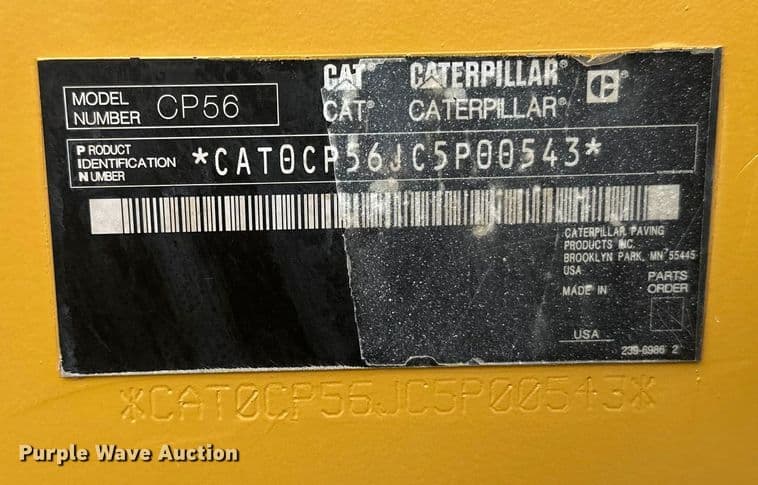 CAT® CATERPILLAR®
MODEL NUMBER CP56
CAT® CATERPILLAR®
PRODUCT IDENTIFICATION NUMBER *CAT0CP56JC5P00543*
CATERPILLAR PAVING
PRODUCTS INC.
BROOKLYN PARK, MN 55445
USA
PARTS
ORDER
MADE IN
USA
239-6986 2
*CAT0CP56JC5P00543*
Purple Wave Auction